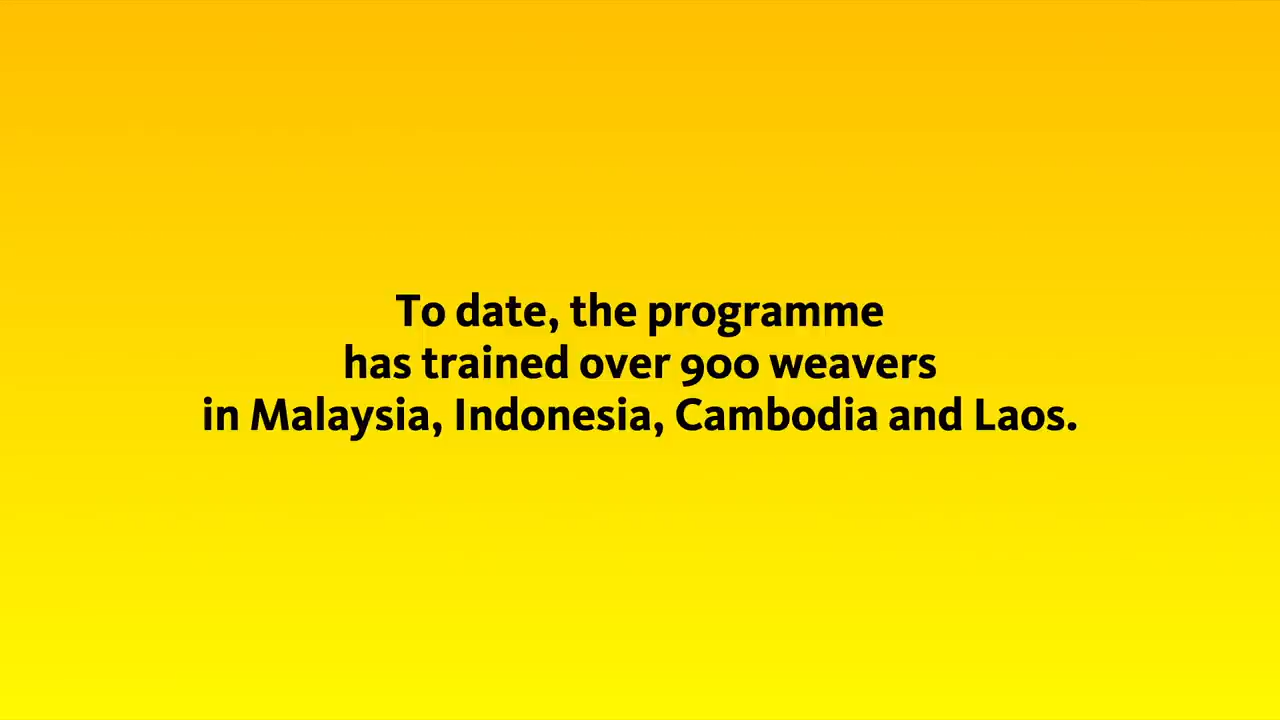 To date, the programme
has trained over 900 weavers
in Malaysia, Indonesia, Cambodia and Laos.